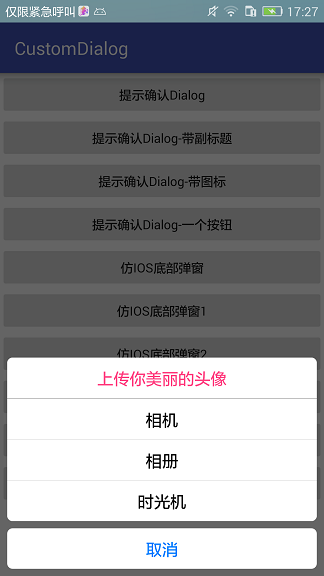 仅限紧急呼叫
17:27
CustomDialog
提示确认Dialog
提示确认Dialog-带副标题
提示确认Dialog-带图标
提示确认Dialog-一个按钮
仿IOS底部弹窗
仿IOS底部弹窗1
仿IOS底部弹窗2
上传你美丽的头像
相机
相册
时光机
取消